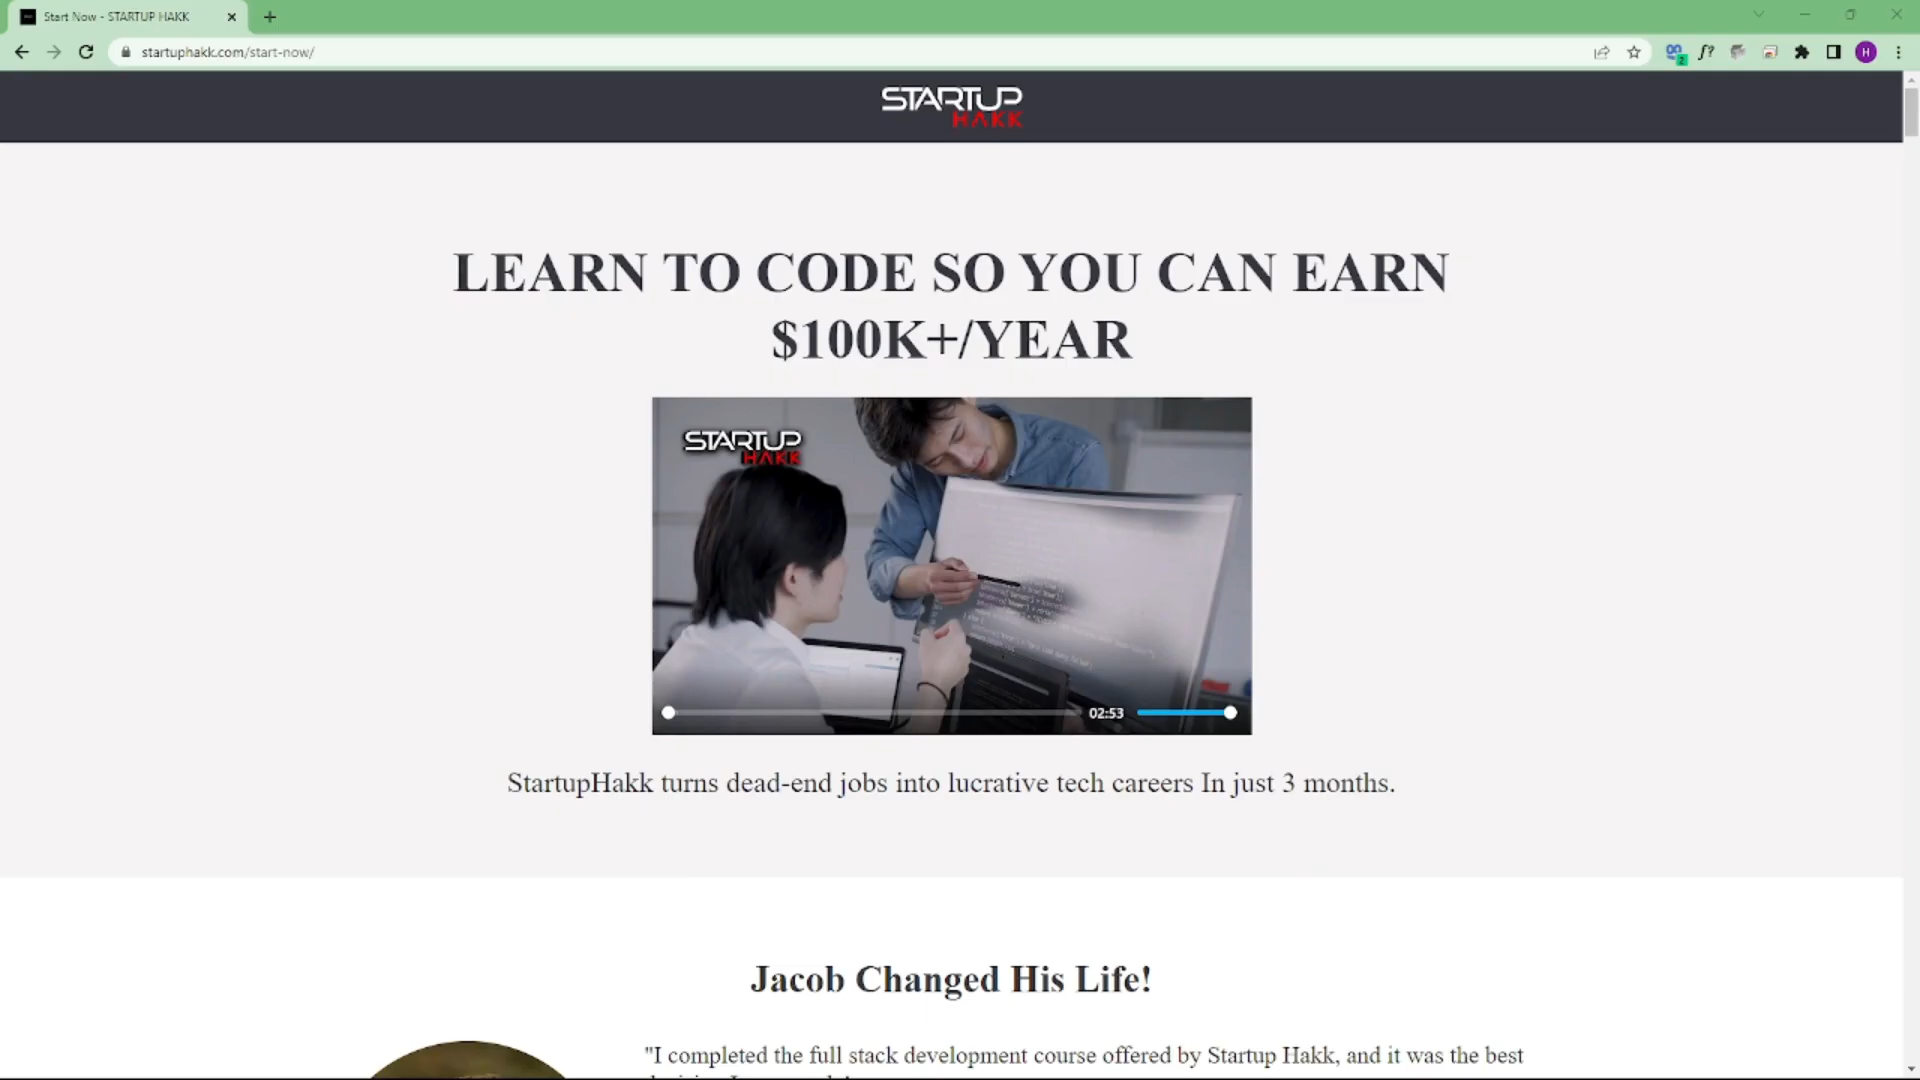 Start Now - STARTUP HAKK
startuphakk.com/start-now/
2
f?
H
STARTUP
HAKK
LEARN TO CODE SO YOU CAN EARN
$100K+/YEAR
STARTUP
HAKK
02:53
StartupHakk turns dead-end jobs into lucrative tech careers In just 3 months.
Jacob Changed His Life!
"I completed the full stack development course offered by Startup Hakk, and it was the best